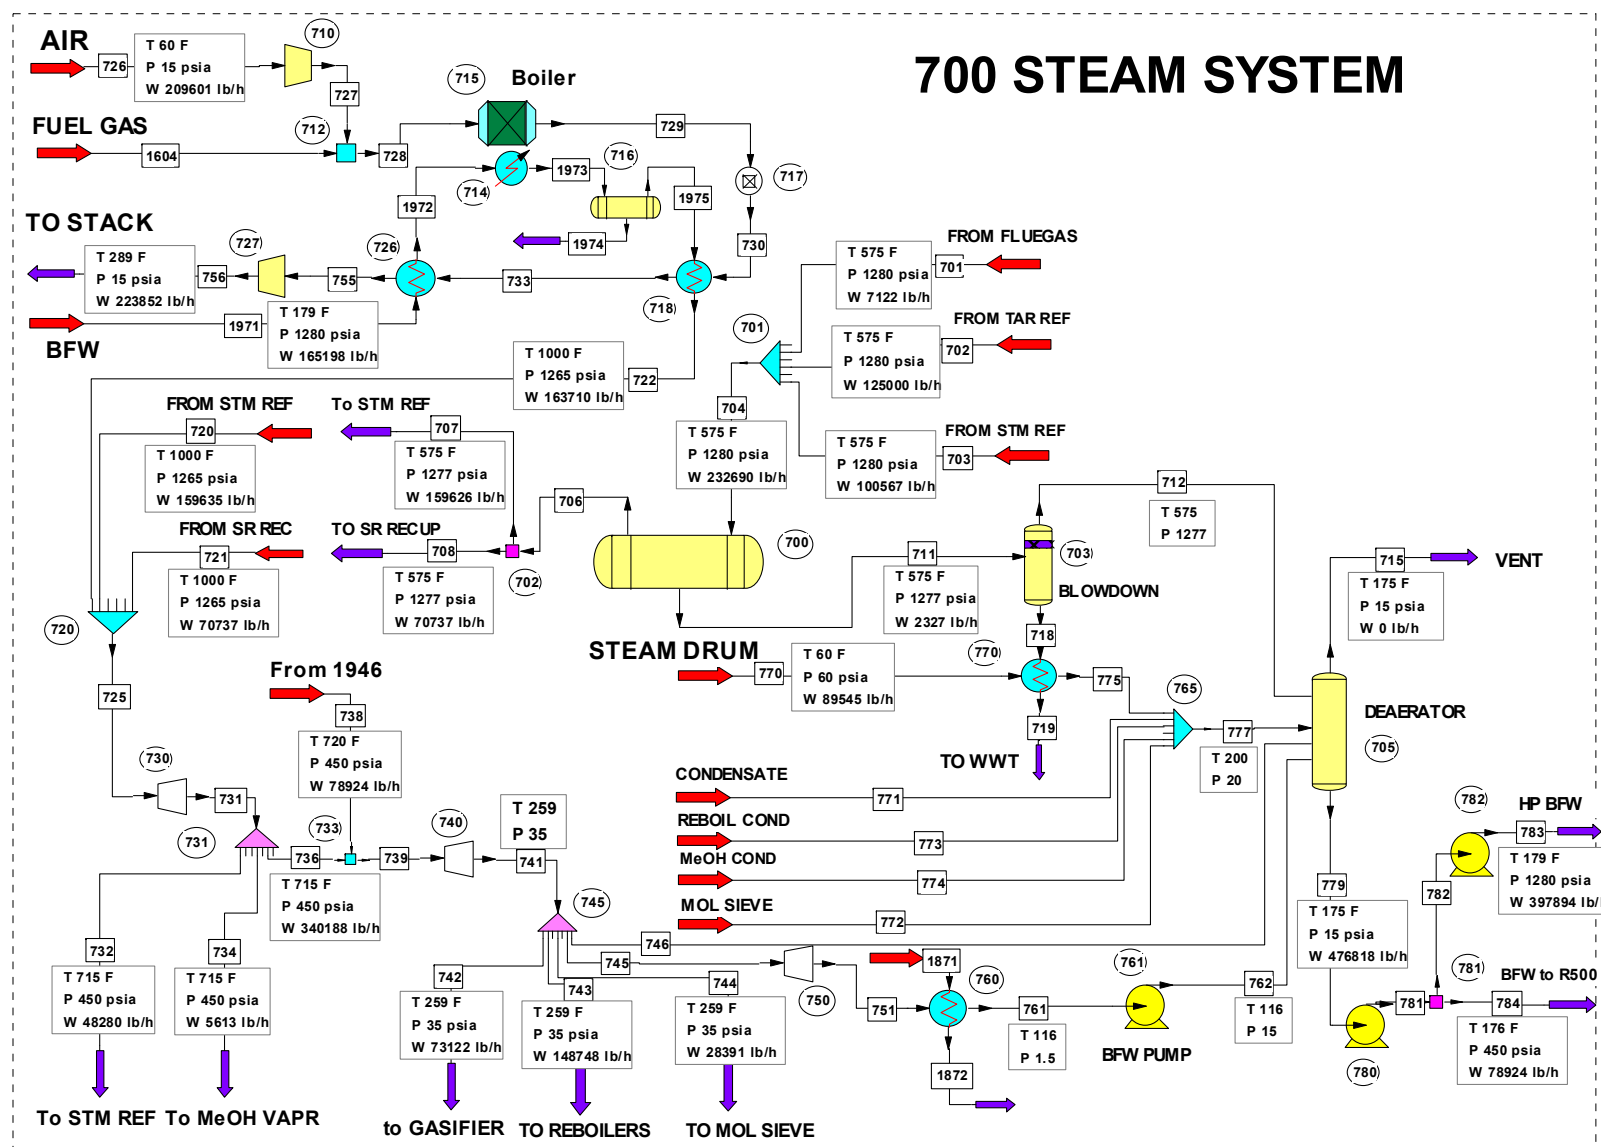 700 STEAM SYSTEM
AIR
726
T 60 F
P 15 psia
W 209601 lb/h
710
727
FUEL GAS
1604
712
728
715
Boiler
729
717
730
714
1973
716
1972
1974
1975
718
TO STACK
T 289 F
P 15 psia
W 223852 lb/h
756
727
755
726
733
BFW
1971
T 179 F
P 1280 psia
W 165198 lb/h
T 1000 F
P 1265 psia
W 163710 lb/h
722
FROM FLUEGAS
701
T 575 F
P 1280 psia
W 7122 lb/h
FROM TAR REF
702
T 575 F
P 1280 psia
W 125000 lb/h
FROM STM REF
703
T 575 F
P 1280 psia
W 100567 lb/h
701
704
T 575 F
P 1280 psia
W 232690 lb/h
FROM STM REF
720
T 1000 F
P 1265 psia
W 159635 lb/h
To STM REF
707
T 575 F
P 1277 psia
W 159626 lb/h
706
FROM SR REC
721
T 1000 F
P 1265 psia
W 70737 lb/h
TO SR RECUP
708
T 575 F
P 1277 psia
W 70737 lb/h
702
700
STEAM DRUM
711
T 575 F
P 1277 psia
W 2327 lb/h
703
BLOWDOWN
712
T 575
P 1277
715
VENT
T 175 F
P 15 psia
W 0 lb/h
718
770
770
T 60 F
P 60 psia
W 89545 lb/h
775
765
719
TO WWT
777
T 200
P 20
DEAERATOR
705
720
725
From 1946
738
T 720 F
P 450 psia
W 78924 lb/h
730
731
731
736
733
739
740
741
T 259
P 35
T 715 F
P 450 psia
W 340188 lb/h
CONDENSATE
771
REBOIL COND
773
MeOH COND
774
MOL SIEVE
772
732
T 715 F
P 450 psia
W 48280 lb/h
To STM REF
734
T 715 F
P 450 psia
W 5613 lb/h
To MeOH VAPR
745
746
745
742
T 259 F
P 35 psia
W 73122 lb/h
to GASIFIER
743
T 259 F
P 35 psia
W 148748 lb/h
TO REBOILERS
744
T 259 F
P 35 psia
W 28391 lb/h
TO MOL SIEVE
750
751
1871
760
1872
761
T 116
P 1.5
761
BFW PUMP
762
T 116
P 15
779
T 175 F
P 15 psia
W 476818 lb/h
780
781
781
782
782
783
HP BFW
T 179 F
P 1280 psia
W 397894 lb/h
BFW to R500
784
T 176 F
P 450 psia
W 78924 lb/h